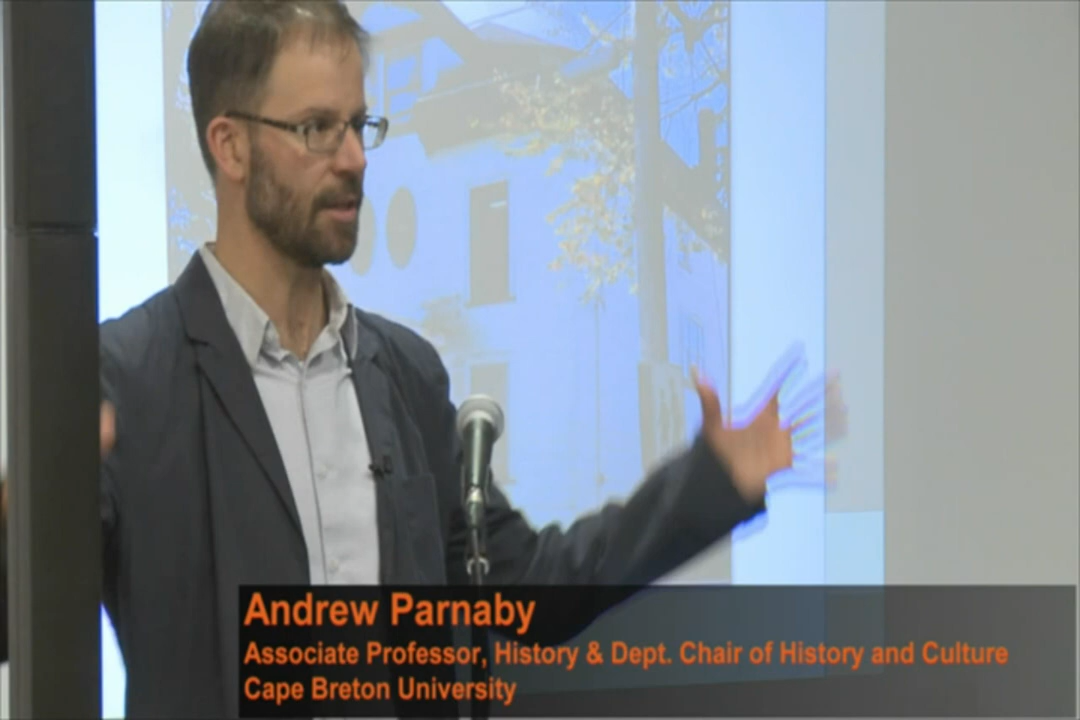 Andrew Parnaby
Associate Professor, History & Dept. Chair of History and Culture
Cape Breton University